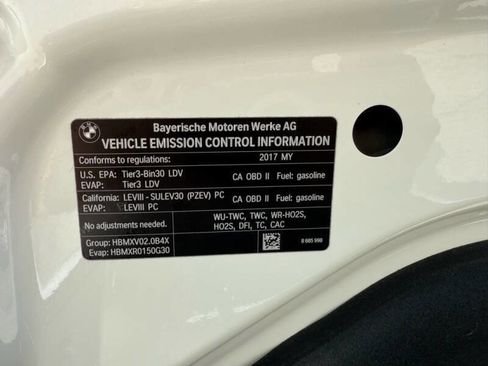 BMW
Bayerische Motoren Werke AG
VEHICLE EMISSION CONTROL INFORMATION
Conforms to regulations: 2017 MY
U.S. EPA: Tier3-Bin30 LDV CA OBD II Fuel: gasoline
EVAP: Tier3 LDV
California: LEVIII - SULEV30 (PZEV) PC CA OBD II Fuel: gasoline
EVAP: LEVIII PC
No adjustments needed. WU-TWC, TWC, WR-HO2S,
HO2S, DFI, TC, CAC
Group: HBMXV02.0B4X
Evap: HBMXR0150G30 8 685 998